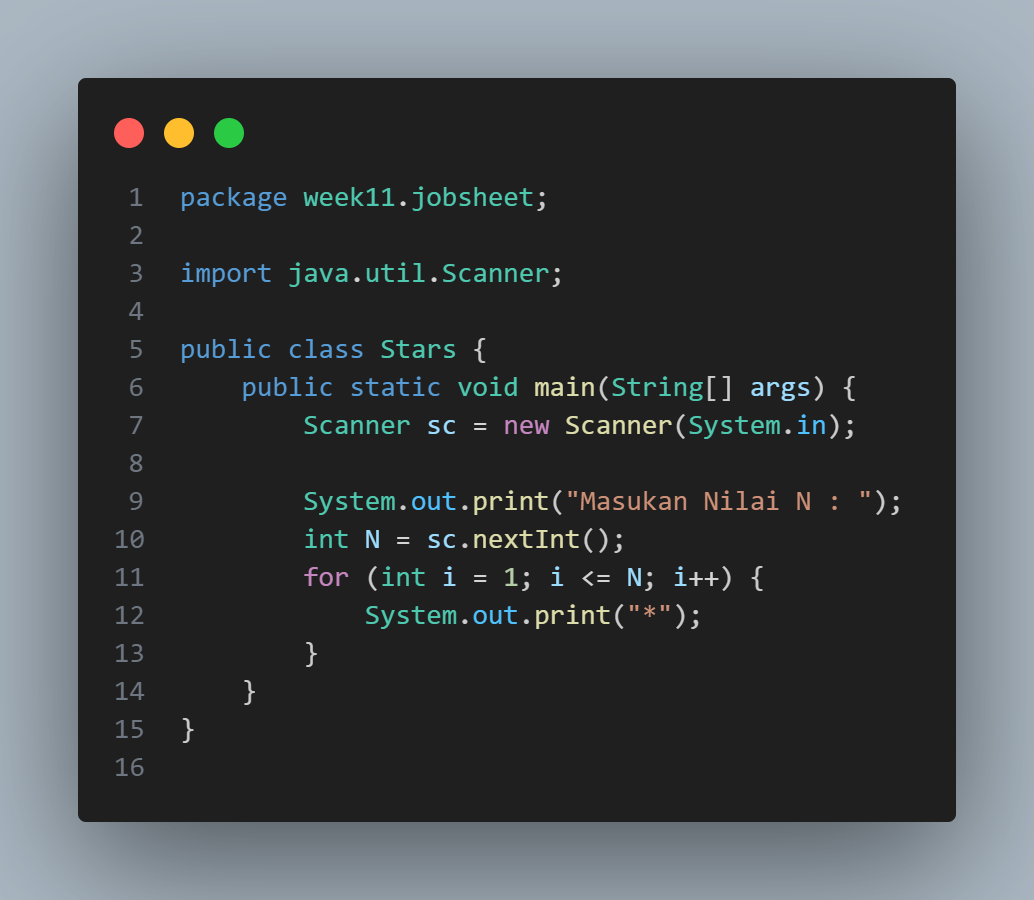 1 package week11.jobsheet;
2
3 import java.util.Scanner;
4
5 public class Stars {
6     public static void main(String[] args) {
7         Scanner sc = new Scanner(System.in);
8
9         System.out.print("Masukan Nilai N : ");
10         int N = sc.nextInt();
11         for (int i = 1; i <= N; i++) {
12             System.out.print("*");
13         }
14     }
15 }
16